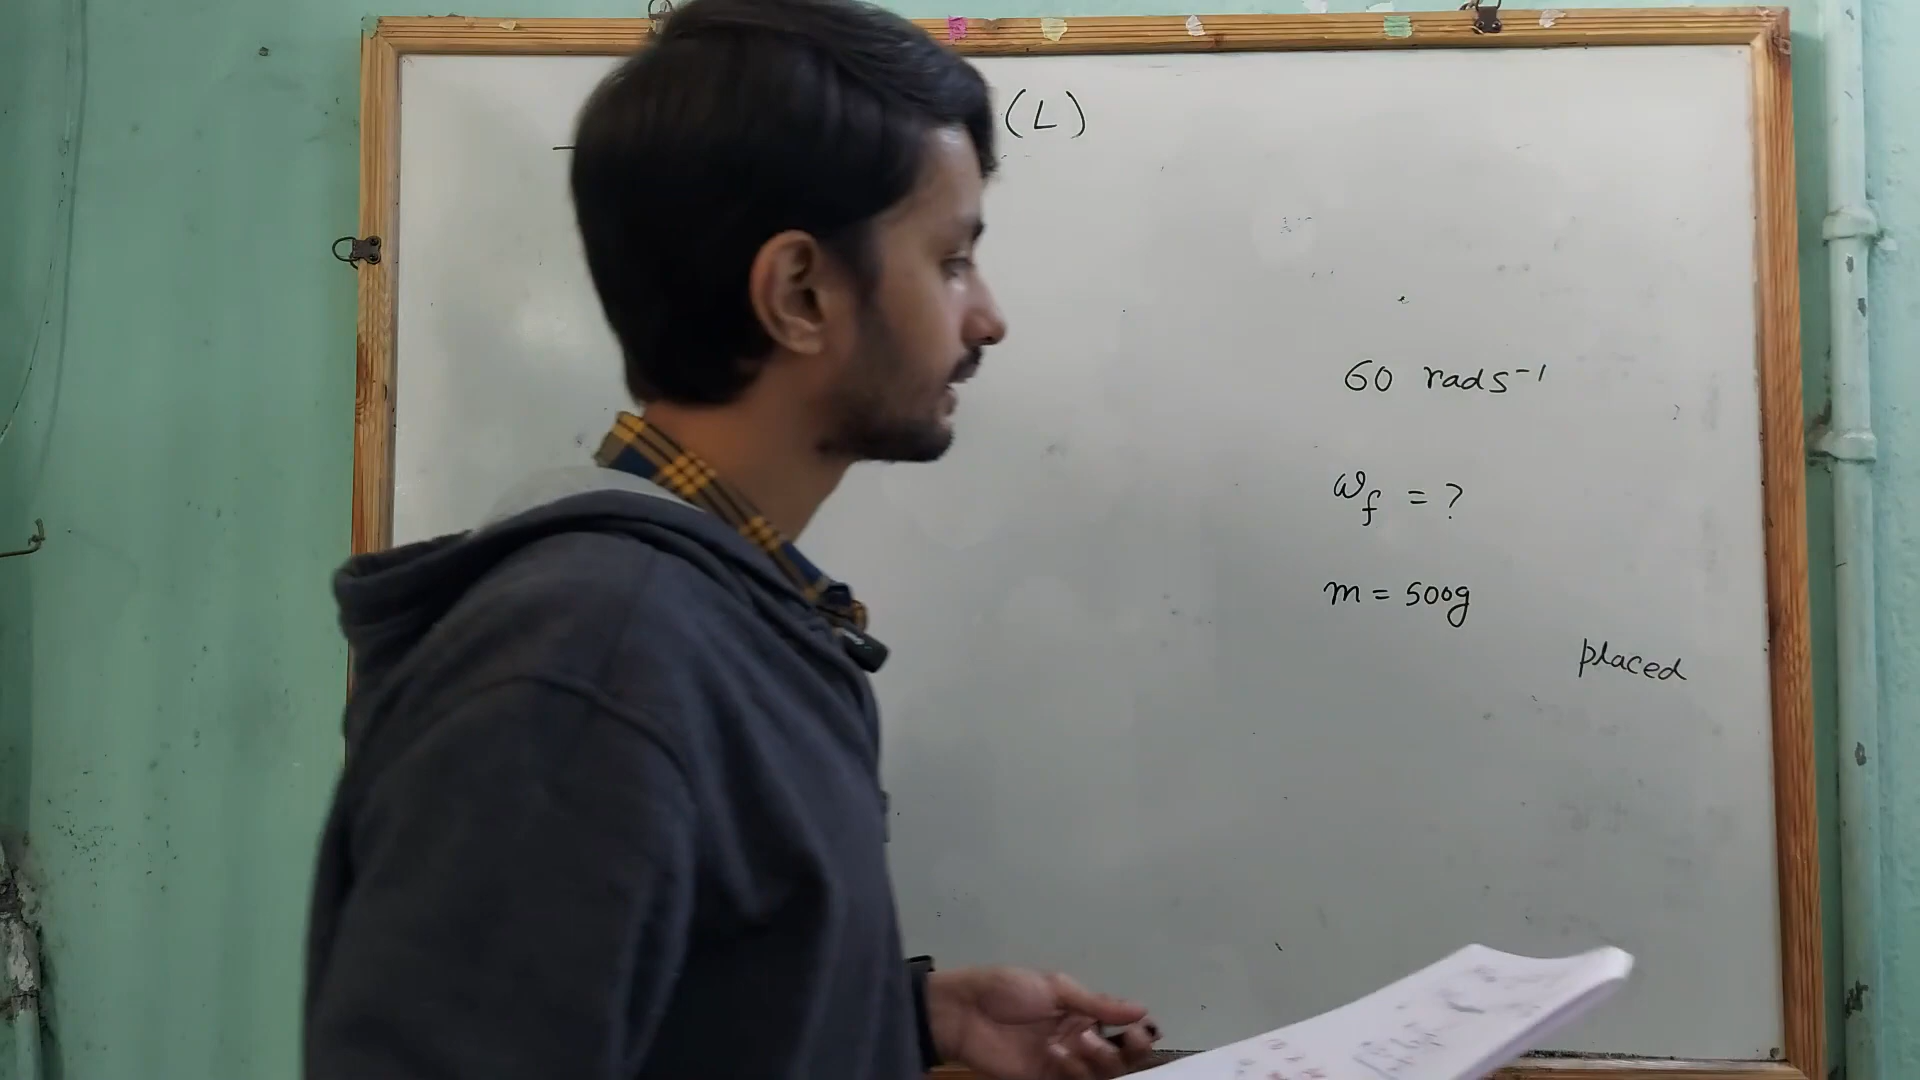 (L)
60 rads⁻¹
ω_f = ?
m = 500g
placed